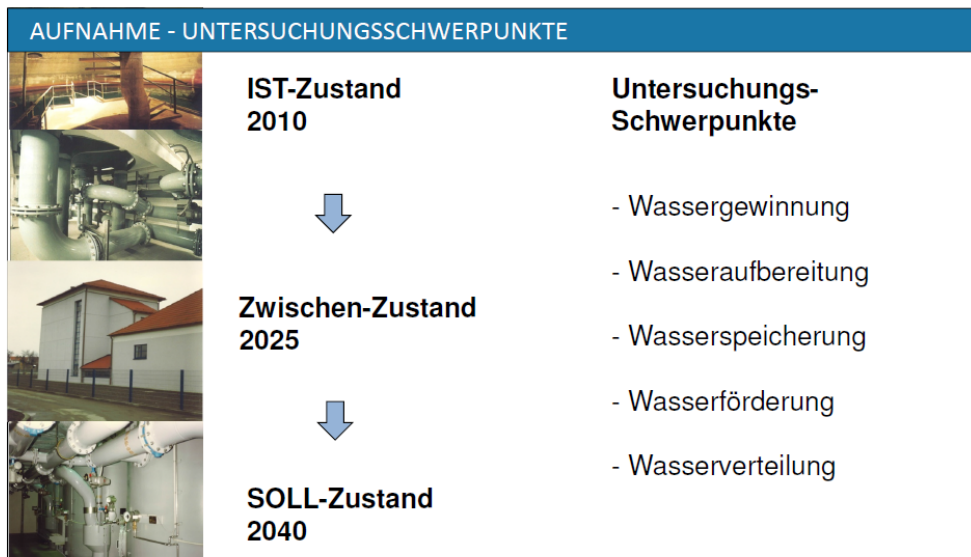 AUFNAHME - UNTERSUCHUNGSSCHWERPUNKTE
IST-Zustand
2010
Zwischen-Zustand
2025
SOLL-Zustand
2040
Untersuchungs-
Schwerpunkte
- Wassergewinnung
- Wasseraufbereitung
- Wasserspeicherung
- Wasserförderung
- Wasserverteilung